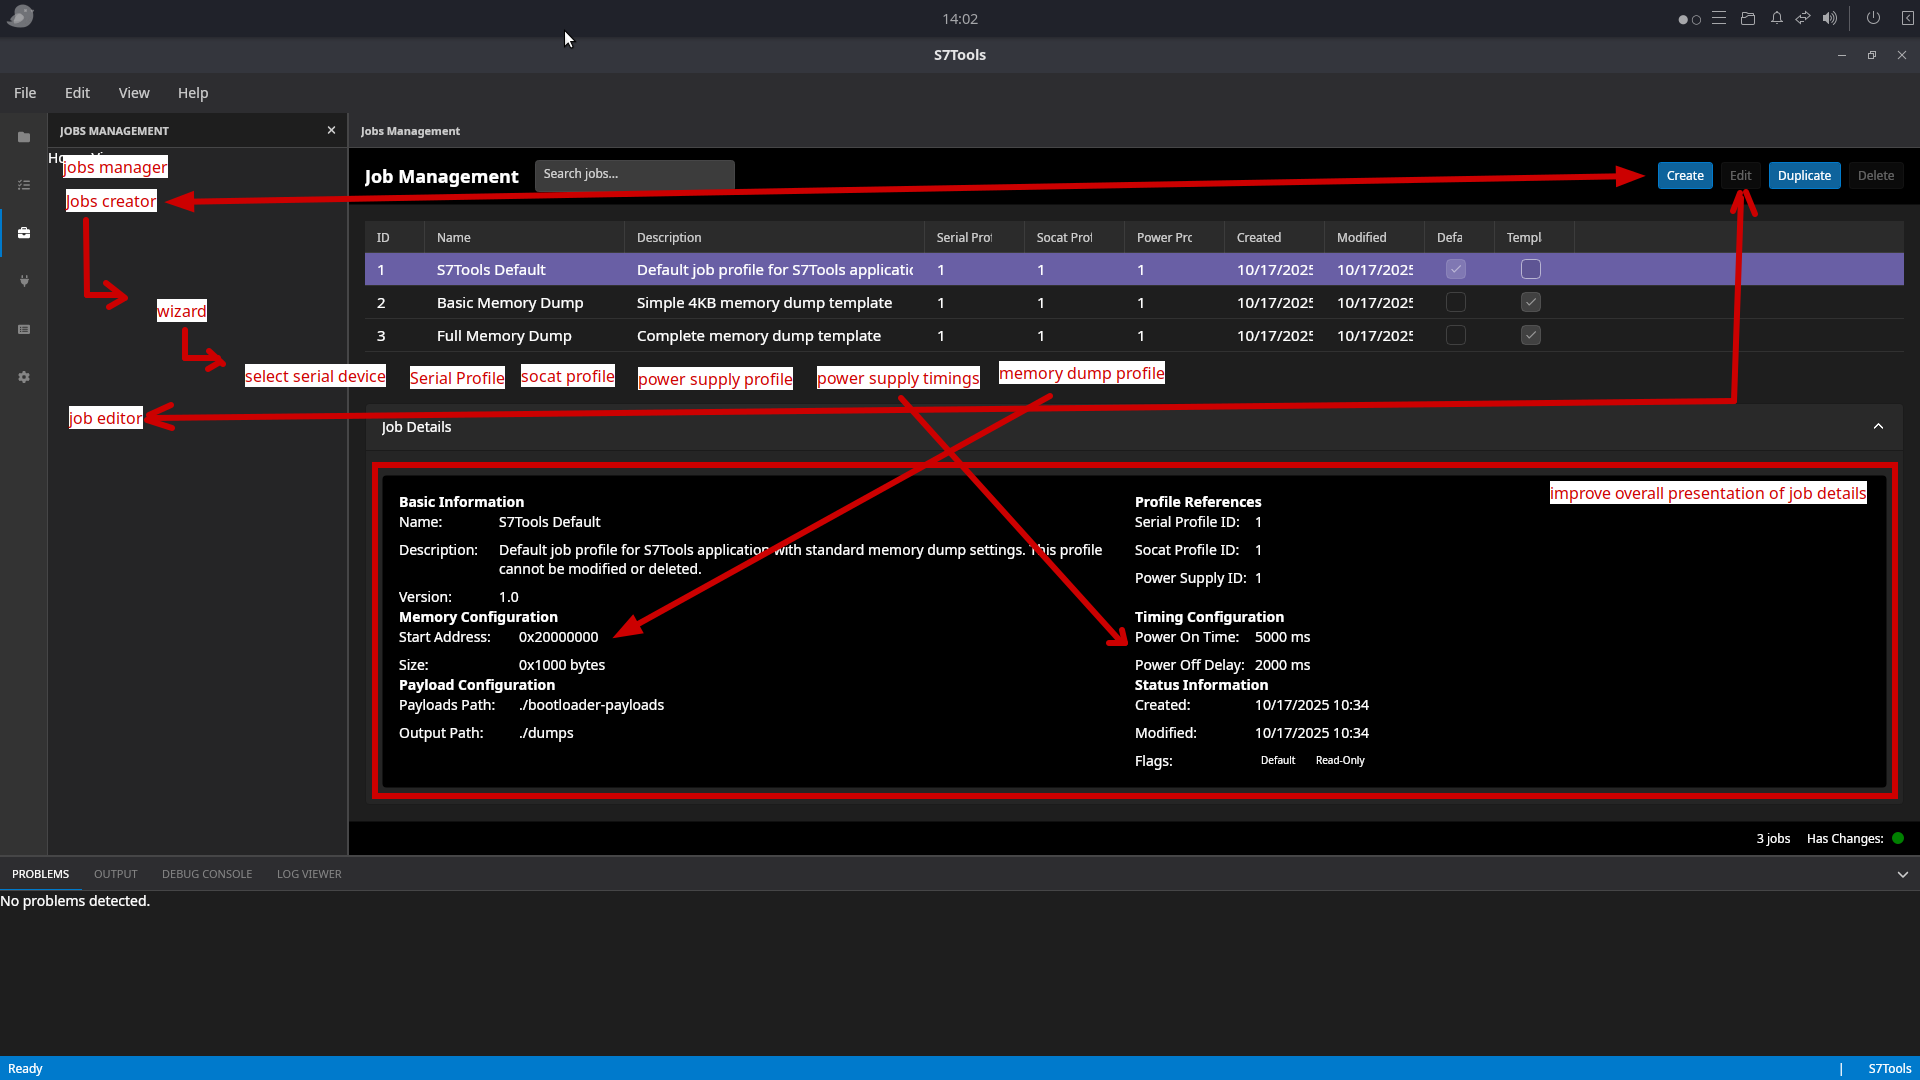 14:02
S7Tools
File Edit View Help
JOBS MANAGEMENT
Jobs Management
jobs manager
Job Management
Search jobs...
Create
Edit
Duplicate
Delete
Jobs creator
ID Name Description Serial Prof Socat Prof Power Pro Created Modified Defa Templ
1 S7Tools Default Default job profile for S7Tools applicatio 1 1 1 10/17/2025 10/17/2025
2 Basic Memory Dump Simple 4KB memory dump template 1 1 1 10/17/2025 10/17/2025
3 Full Memory Dump Complete memory dump template 1 1 1 10/17/2025 10/17/2025
wizard
select serial device Serial Profile socat profile power supply profile power supply timings memory dump profile
job editor
Job Details
improve overall presentation of job details
Basic Information
Name: S7Tools Default
Description: Default job profile for S7Tools application with standard memory dump settings. This profile
cannot be modified or deleted.
Version: 1.0
Memory Configuration
Start Address: 0x20000000
Size: 0x1000 bytes
Payload Configuration
Payloads Path: ./bootloader-payloads
Output Path: ./dumps
Profile References
Serial Profile ID: 1
Socat Profile ID: 1
Power Supply ID: 1
Timing Configuration
Power On Time: 5000 ms
Power Off Delay: 2000 ms
Status Information
Created: 10/17/2025 10:34
Modified: 10/17/2025 10:34
Flags: Default Read-Only
3 jobs Has Changes:
PROBLEMS OUTPUT DEBUG CONSOLE LOG VIEWER
No problems detected.
Ready
| S7Tools